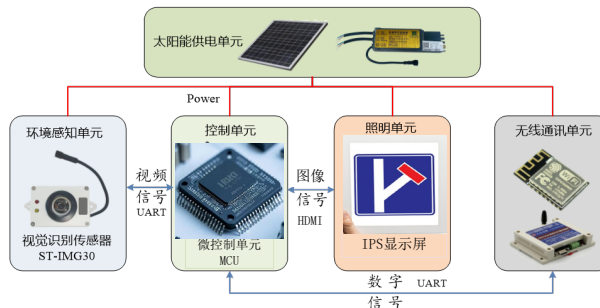 太阳能供电单元
Power
环境感知单元
控制单元
照明单元
无线通讯单元
视频
信号
UART
图像
信号
HDMI
视觉识别传感器
ST-IMG30
微控制单元
MCU
IPS显示屏
数字 UART
信号